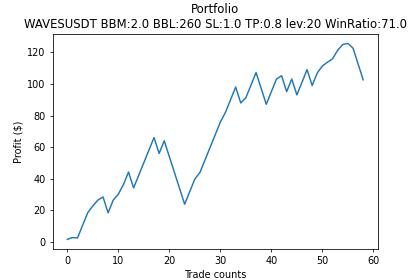 Portfolio
WAVESUSDT BBM:2.0 BBL:260 SL:1.0 TP:0.8 lev:20 WinRatio:71.0
120
100
80
60
40
20
0
Profit ($)
0 10 20 30 40 50 60
Trade counts